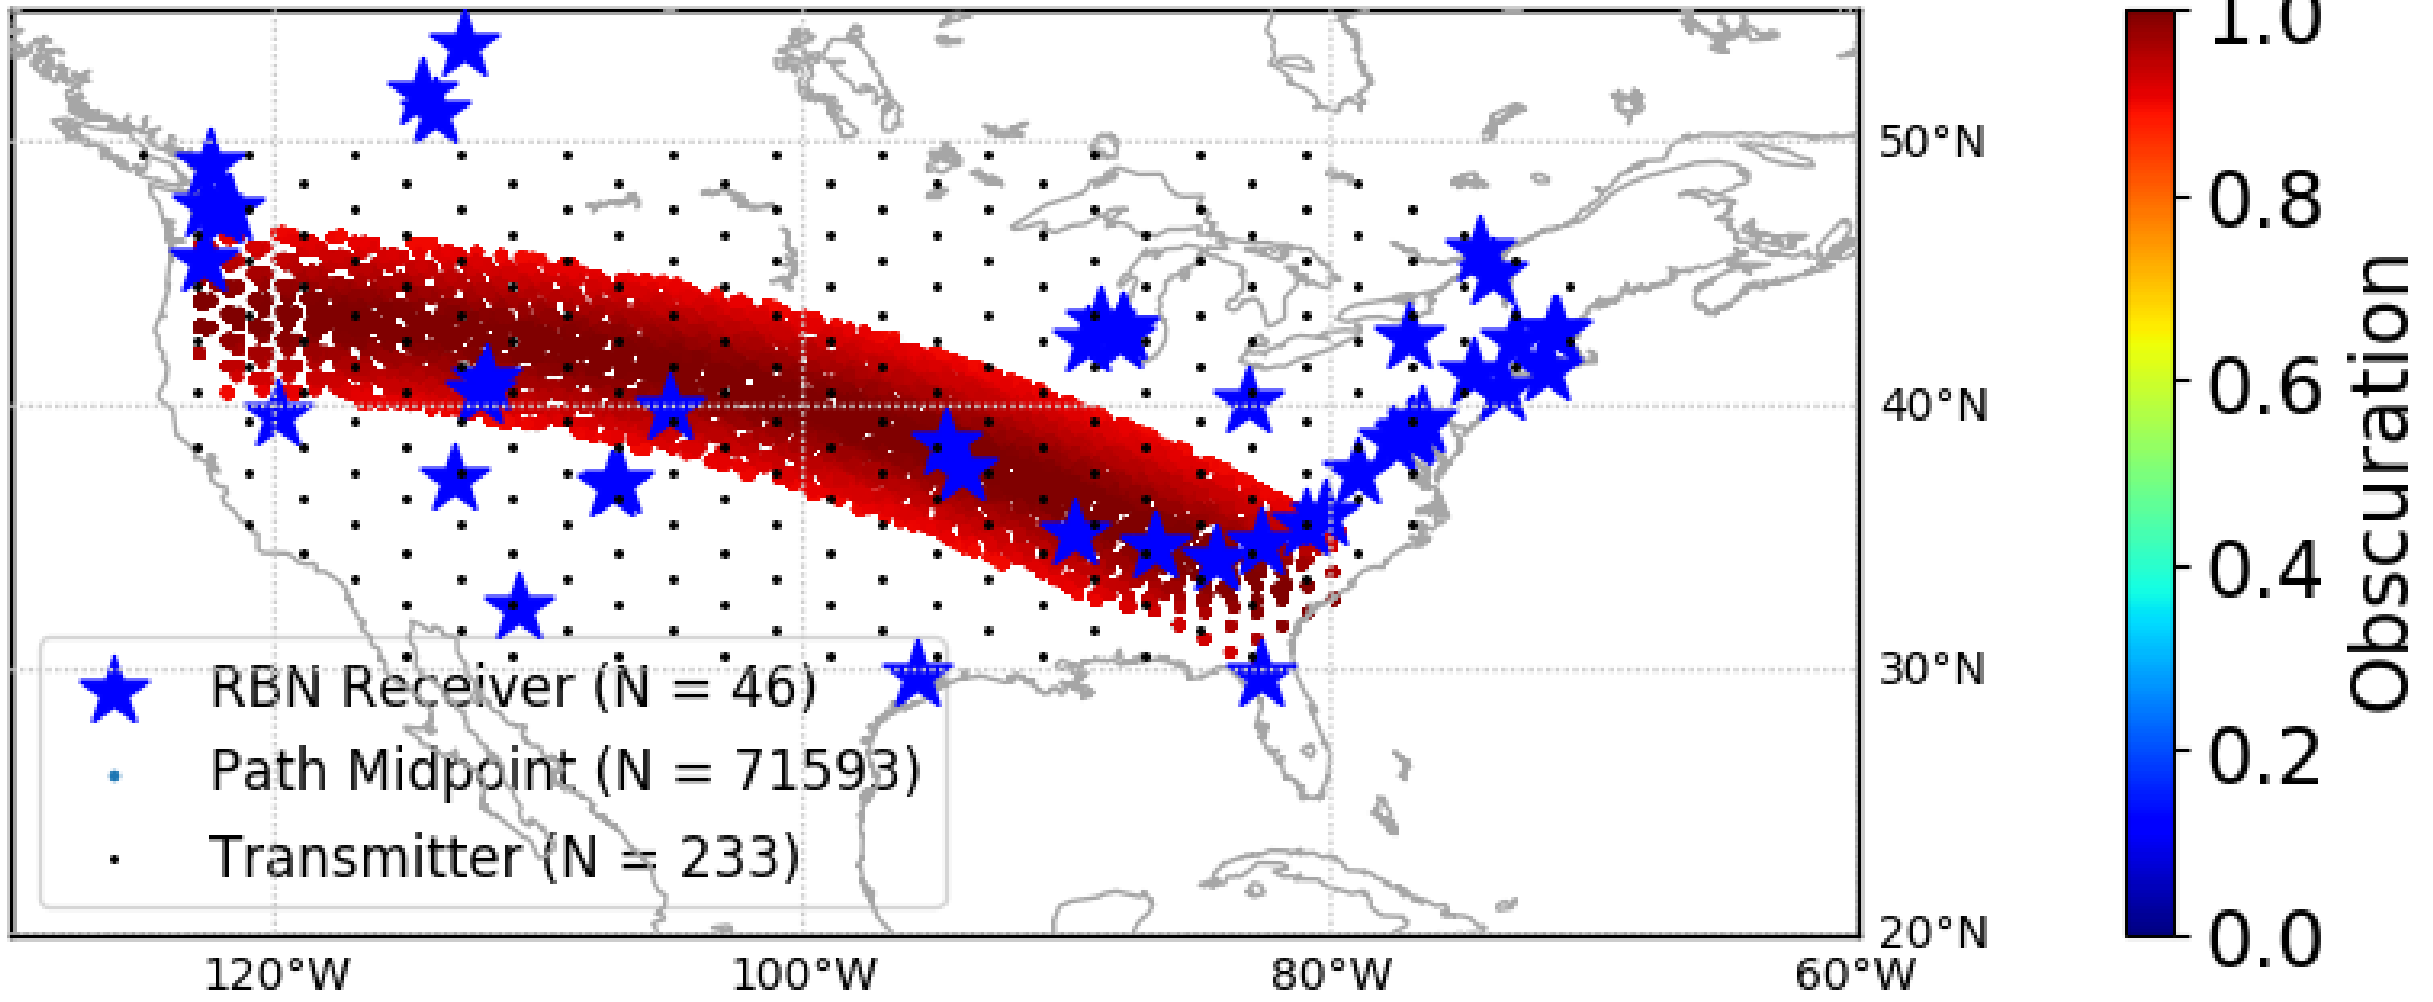 50°N
40°N
30°N
20°N
120°W
100°W
80°W
60°W
RBN Receiver (N = 46)
Path Midpoint (N = 71593)
Transmitter (N = 233)
1.0
0.8
0.6
0.4
0.2
0.0
Obscuration